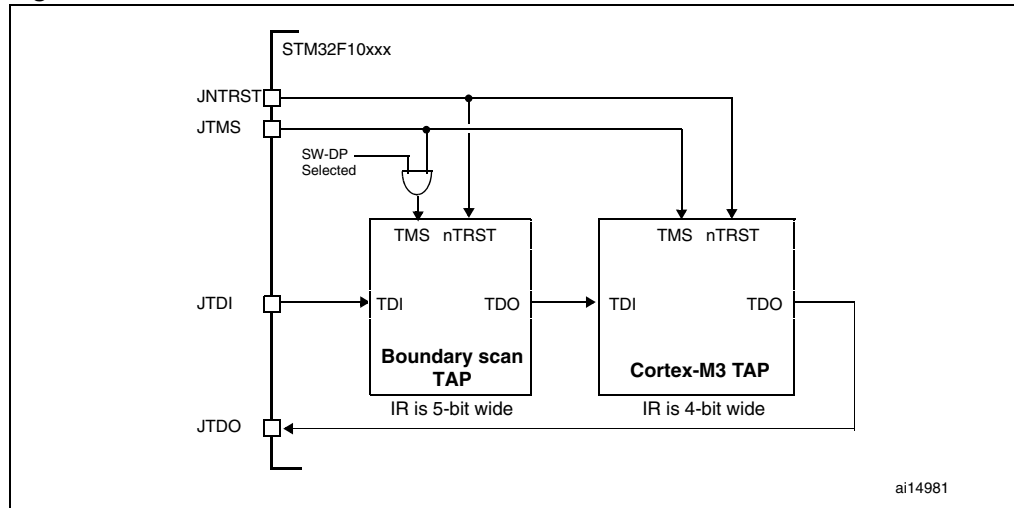 STM32F10xxx
JNTRST
JTMS
SW-DP
Selected
TMS nTRST
TMS nTRST
JTDI
TDI
TDO
TDI
TDO
Boundary scan
TAP
Cortex-M3 TAP
IR is 5-bit wide
IR is 4-bit wide
JTDO
ai14981